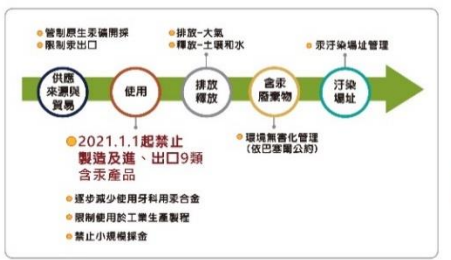 管制原生汞礦開採
限制汞出口
排放-大氣
釋放-土壤和水
汞汙染場址管理
供應
來源與
貿易
使用
排放
釋放
含汞
廢棄物
汙染
場址
2021.1.1起禁止
製造及進、出口9類
含汞產品
環境無害化管理
(依巴塞爾公約)
逐步減少使用牙科用汞合金
限制使用於工業生產製程
禁止小規模採金